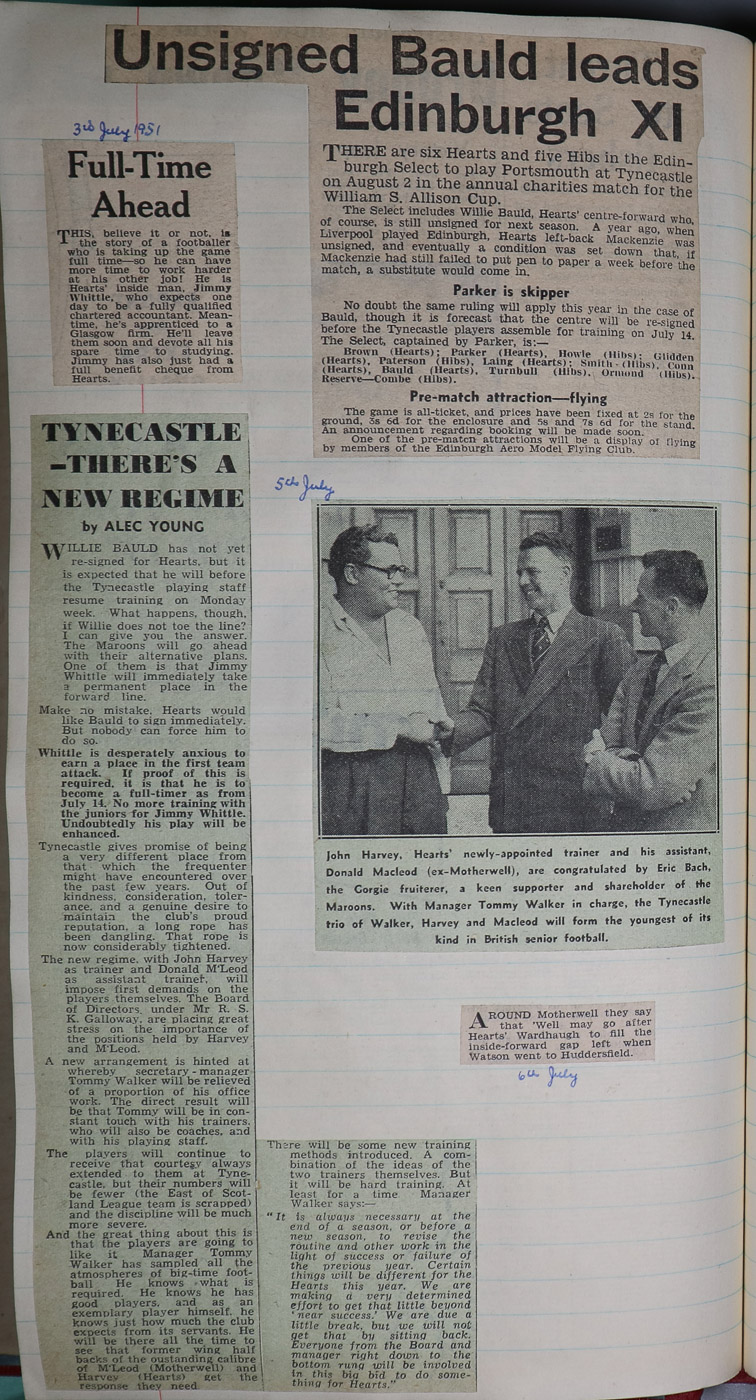 Unsigned Bauld leads
Edinburgh XI
THERE are six Hearts and five Hibs in the Edin-
burgh Select to play Portsmouth at Tynecastle
on August 2 in the annual charities match for the
William S. Allison Cup.
The Select includes Willie Bauld, Hearts' centre-forward who,
of course, is still unsigned for next season. A year ago, when
Liverpool played Edinburgh, Hearts left-back Mackenzie was
unsigned, and eventually a condition was set down that, if
Mackenzie had still failed to put pen to paper a week before the
match, a substitute would come in.
Parker is skipper
No doubt the same ruling will apply this year in the case of
Bauld, though it is forecast that the centre will be re-signed
before the Tynecastle players assemble for training on July 14.
The Select, captained by Parker, is:—
Brown (Hearts); Parker (Hearts), Howie (Hibs); Glidden
(Hearts), Paterson (Hibs), Laing (Hearts); Smith (Hibs), Conn
(Hearts), Bauld (Hearts), Turnbull (Hibs), Ormond (Hibs).
Reserve—Combe (Hibs).
Pre-match attraction—flying
The game is all-ticket, and prices have been fixed at 2s for the
ground, 3s 6d for the enclosure and 5s and 7s 6d for the stand.
An announcement regarding booking will be made soon.
One of the pre-match attractions will be a display of flying
by members of the Edinburgh Aero Model Flying Club.
3rd July 1951
Full-Time
Ahead
THIS, believe it or not, is
the story of a footballer
who is taking up the game
full time—so he can have
more time to work harder
at his other job! He is
Hearts' inside man, Jimmy
Whittle, who expects one
day to be a fully qualified
chartered accountant. Mean-
time, he's apprenticed to a
Glasgow firm. He'll leave
them soon and devote all his
spare time to studying.
Jimmy has also just had a
full benefit cheque from
Hearts.
TYNECASTLE
—THERE'S A
NEW REGIME
by ALEC YOUNG
WILLIE BAULD has not yet
re-signed for Hearts, but it
is expected that he will before
the Tynecastle playing staff
resume training on Monday
week. What happens, though,
if Willie does not toe the line?
I can give you the answer.
The Maroons will go ahead
with their alternative plans.
One of them is that Jimmy
Whittle will immediately take
a permanent place in the
forward line.
Make no mistake, Hearts would
like Bauld to sign immediately.
But nobody can force him to
do so.
Whittle is desperately anxious to
earn a place in the first team
attack. If proof of this is
required, it is that he is to
become a full-timer as from
July 14. No more training with
the juniors for Jimmy Whittle.
Undoubtedly his play will be
enhanced.
Tynecastle gives promise of being
a very different place from
that which the frequenter
might have encountered over
the past few years. Out of
kindness, consideration, toler-
ance, and a genuine desire to
maintain the club's proud
reputation, a long rope has
been dangling. That rope is
now considerably tightened.
The new regime, with John Harvey
as trainer and Donald M'Leod
as assistant trainer, will
impose first demands on the
players themselves. The Board
of Directors, under Mr R. S.
K. Galloway, are placing great
stress on the importance of
the positions held by Harvey
and M'Leod.
A new arrangement is hinted at
whereby secretary-manager
Tommy Walker will be relieved
of a proportion of his office
work. The direct result will
be that Tommy will be in con-
stant touch with his trainers,
who will also be coaches, and
with his playing staff.
The players will continue to
receive that courtesy always
extended to them at Tyne-
castle, but their numbers will
be fewer (the East of Scot-
land League team is scrapped)
and the discipline will be much
more severe.
And the great thing about this is
that the players are going to
like it. Manager Tommy
Walker has sampled all the
atmospheres of big-time foot-
ball. He knows what is
required. He knows he has
good players, and as an
exemplary player himself, he
knows just how much the club
expects from its servants. He
will be there all the time to
see that former wing half
backs of the oustanding calibre
of M'Leod (Motherwell) and
Harvey (Hearts) get the
response they need
5th July
John Harvey, Hearts' newly-appointed trainer and his assistant,
Donald Macleod (ex-Motherwell), are congratulated by Eric Bach,
the Gorgie fruiterer, a keen supporter and shareholder of the
Maroons. With Manager Tommy Walker in charge, the Tynecastle
trio of Walker, Harvey and Macleod will form the youngest of its
kind in British senior football.
AROUND Motherwell they say
that 'Well may go after
Hearts' Wardhaugh to fill the
inside-forward gap left when
Watson went to Huddersfield.
6th July
There will be some new training
methods introduced. A com-
bination of the ideas of the
two trainers themselves. But
it will be hard training. At
least for a time Manager
Walker says:—
"It is always necessary at the
end of a season, or before a
new season, to revise the
routine and other work in the
light of success or failure of
the previous year. Certain
things will be different for the
Hearts this year. We are
making a very determined
effort to get that little beyond
'near success.' We are due a
little break, but we will not
get that by sitting back.
Everyone from the Board and
manager right down to the
bottom rung will be involved
in this big bid to do some-
thing for Hearts."